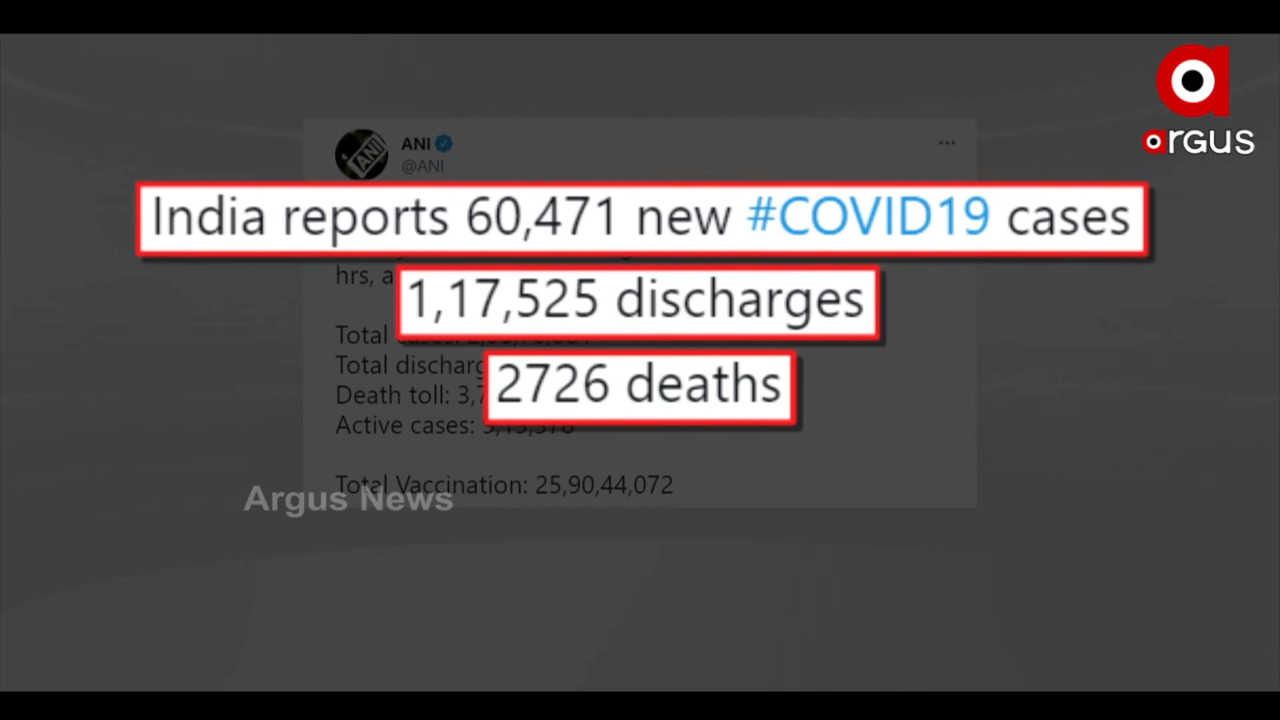 argus
ANI
@ANI
India reports 60,471 new #COVID19 cases
hrs, a
1,17,525 discharges
Total
Total discharg
2726 deaths
Death toll: 3,7
Active cases:
Total Vaccination: 25,90,44,072
Argus News